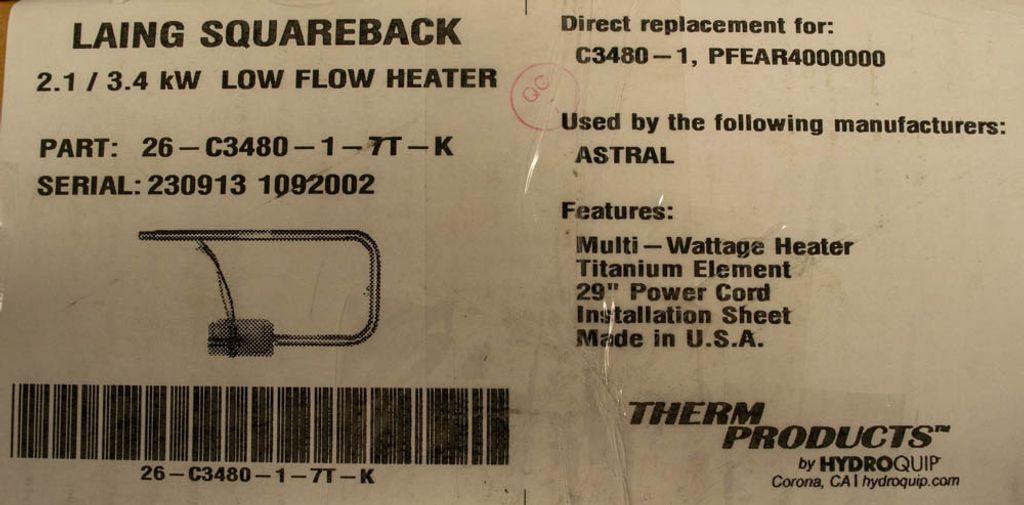 LAING SQUAREBACK
2.1 / 3.4 kW LOW FLOW HEATER
PART: 26-C3480-1-7T-K
SERIAL: 230913 1092002
26-C3480-1-7T-K
Direct replacement for:
C3480-1, PFEAR4000000
QC
Used by the following manufacturers:
ASTRAL
Features:
Multi-Wattage Heater
Titanium Element
29" Power Cord
Installation Sheet
Made in U.S.A.
THERM
PRODUCTS™
by HYDROQUIP
Corona, CA | hydroquip.com